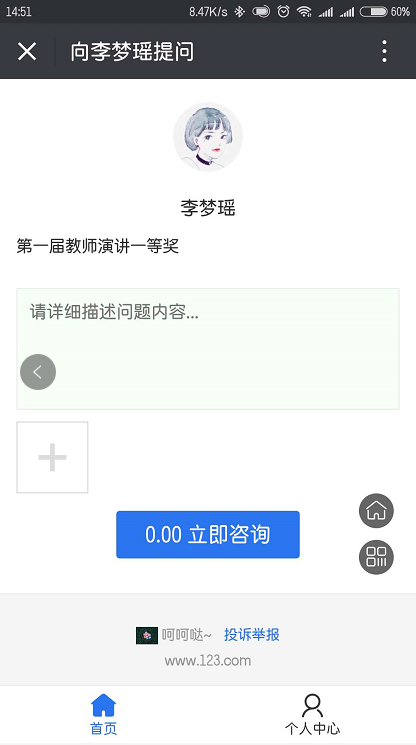 14:51 8.47K/s 60%
向李梦瑶提问
李梦瑶
第一届教师演讲一等奖
请详细描述问题内容...
0.00 立即咨询
呵呵哒~ 投诉举报
www.123.com
首页 个人中心